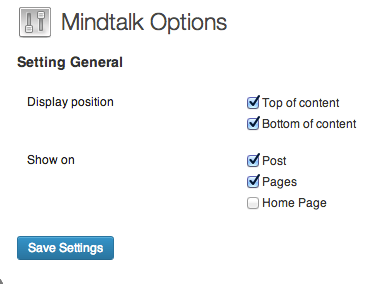 Mindtalk Options
Setting General
Display position
Top of content
Bottom of content
Show on
Post
Pages
Home Page
Save Settings